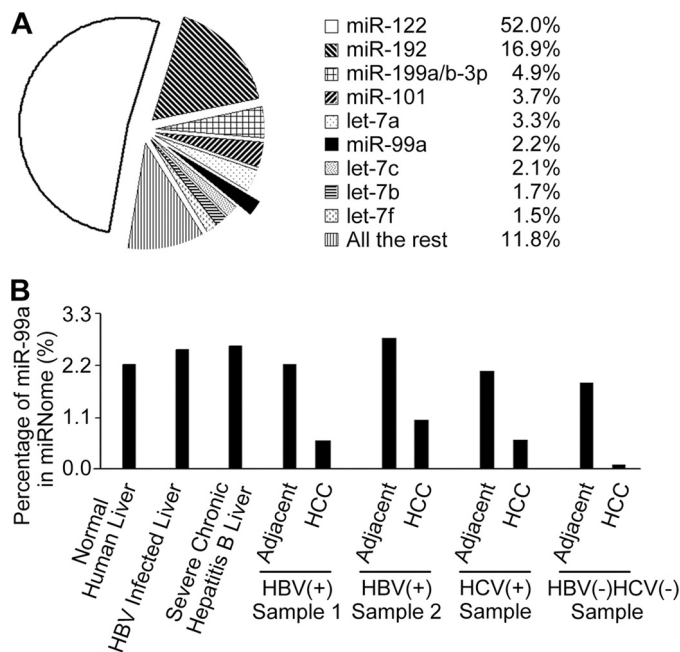 A
miR-122 52.0%
miR-192 16.9%
miR-199a/b-3p 4.9%
miR-101 3.7%
let-7a 3.3%
miR-99a 2.2%
let-7c 2.1%
let-7b 1.7%
let-7f 1.5%
All the rest 11.8%
B
Percentage of miR-99a
in miRNome (%)
3.3
2.2
1.1
0.0
Normal
Human Liver
HBV Infected Liver
Severe Chronic
Hepatitis B Liver
Adjacent
HCC
Adjacent
HCC
Adjacent
HCC
Adjacent
HCC
HBV(+)
Sample 1
HBV(+)
Sample 2
HCV(+)
Sample
HBV(-)HCV(-)
Sample